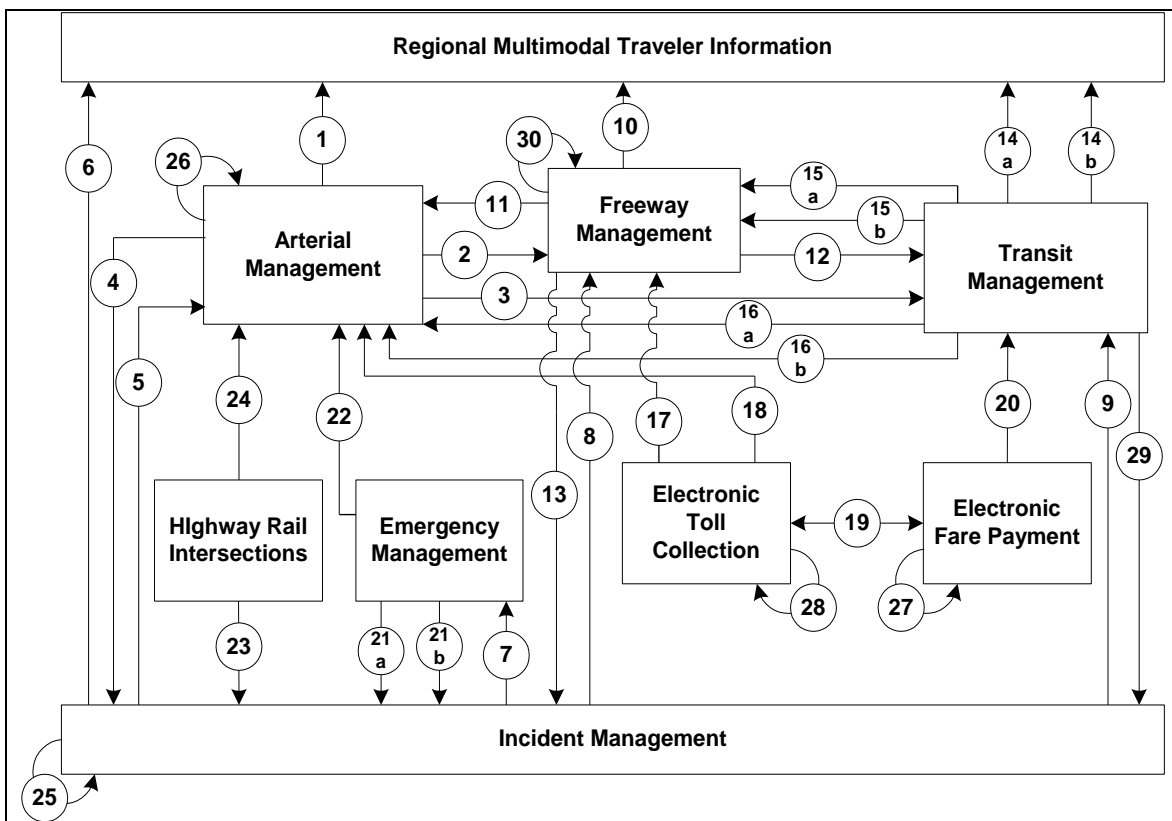 Regional Multimodal Traveler Information
1
10
14
a
14
b
6
26
30
15
a
11
Freeway
Management
15
b
Arterial
Management
2
12
Transit
Management
4
3
16
a
16
b
5
24
22
8
17
18
20
9
29
13
HIghway Rail
Intersections
Emergency
Management
Electronic
Toll
Collection
19
Electronic
Fare Payment
28
27
23
21
a
21
b
7
Incident Management
25